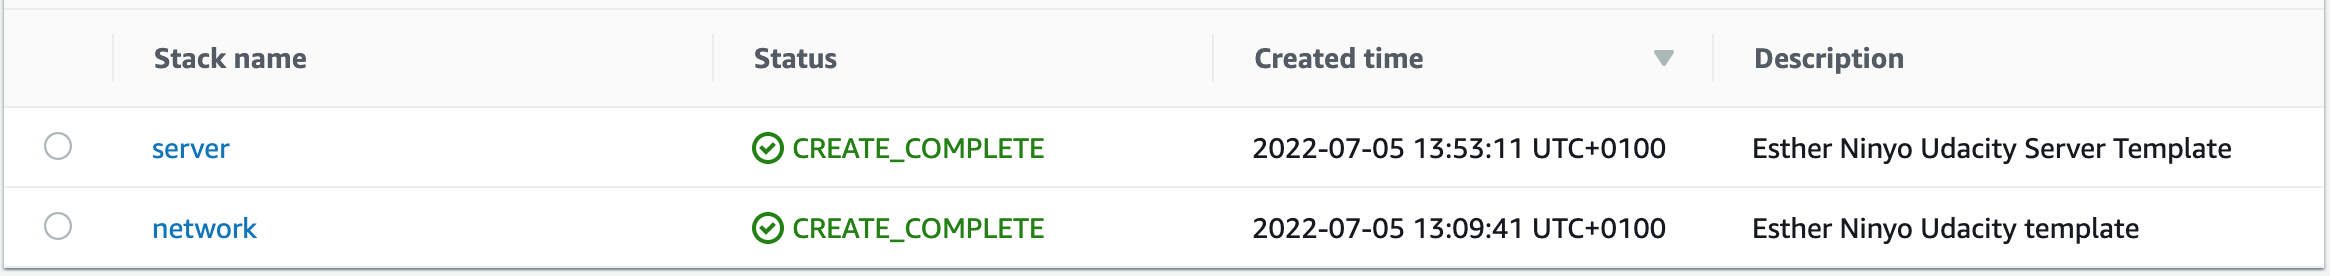 Stack name Status Created time Description
server CREATE_COMPLETE 2022-07-05 13:53:11 UTC+0100 Esther Ninyo Udacity Server Template
network CREATE_COMPLETE 2022-07-05 13:09:41 UTC+0100 Esther Ninyo Udacity template